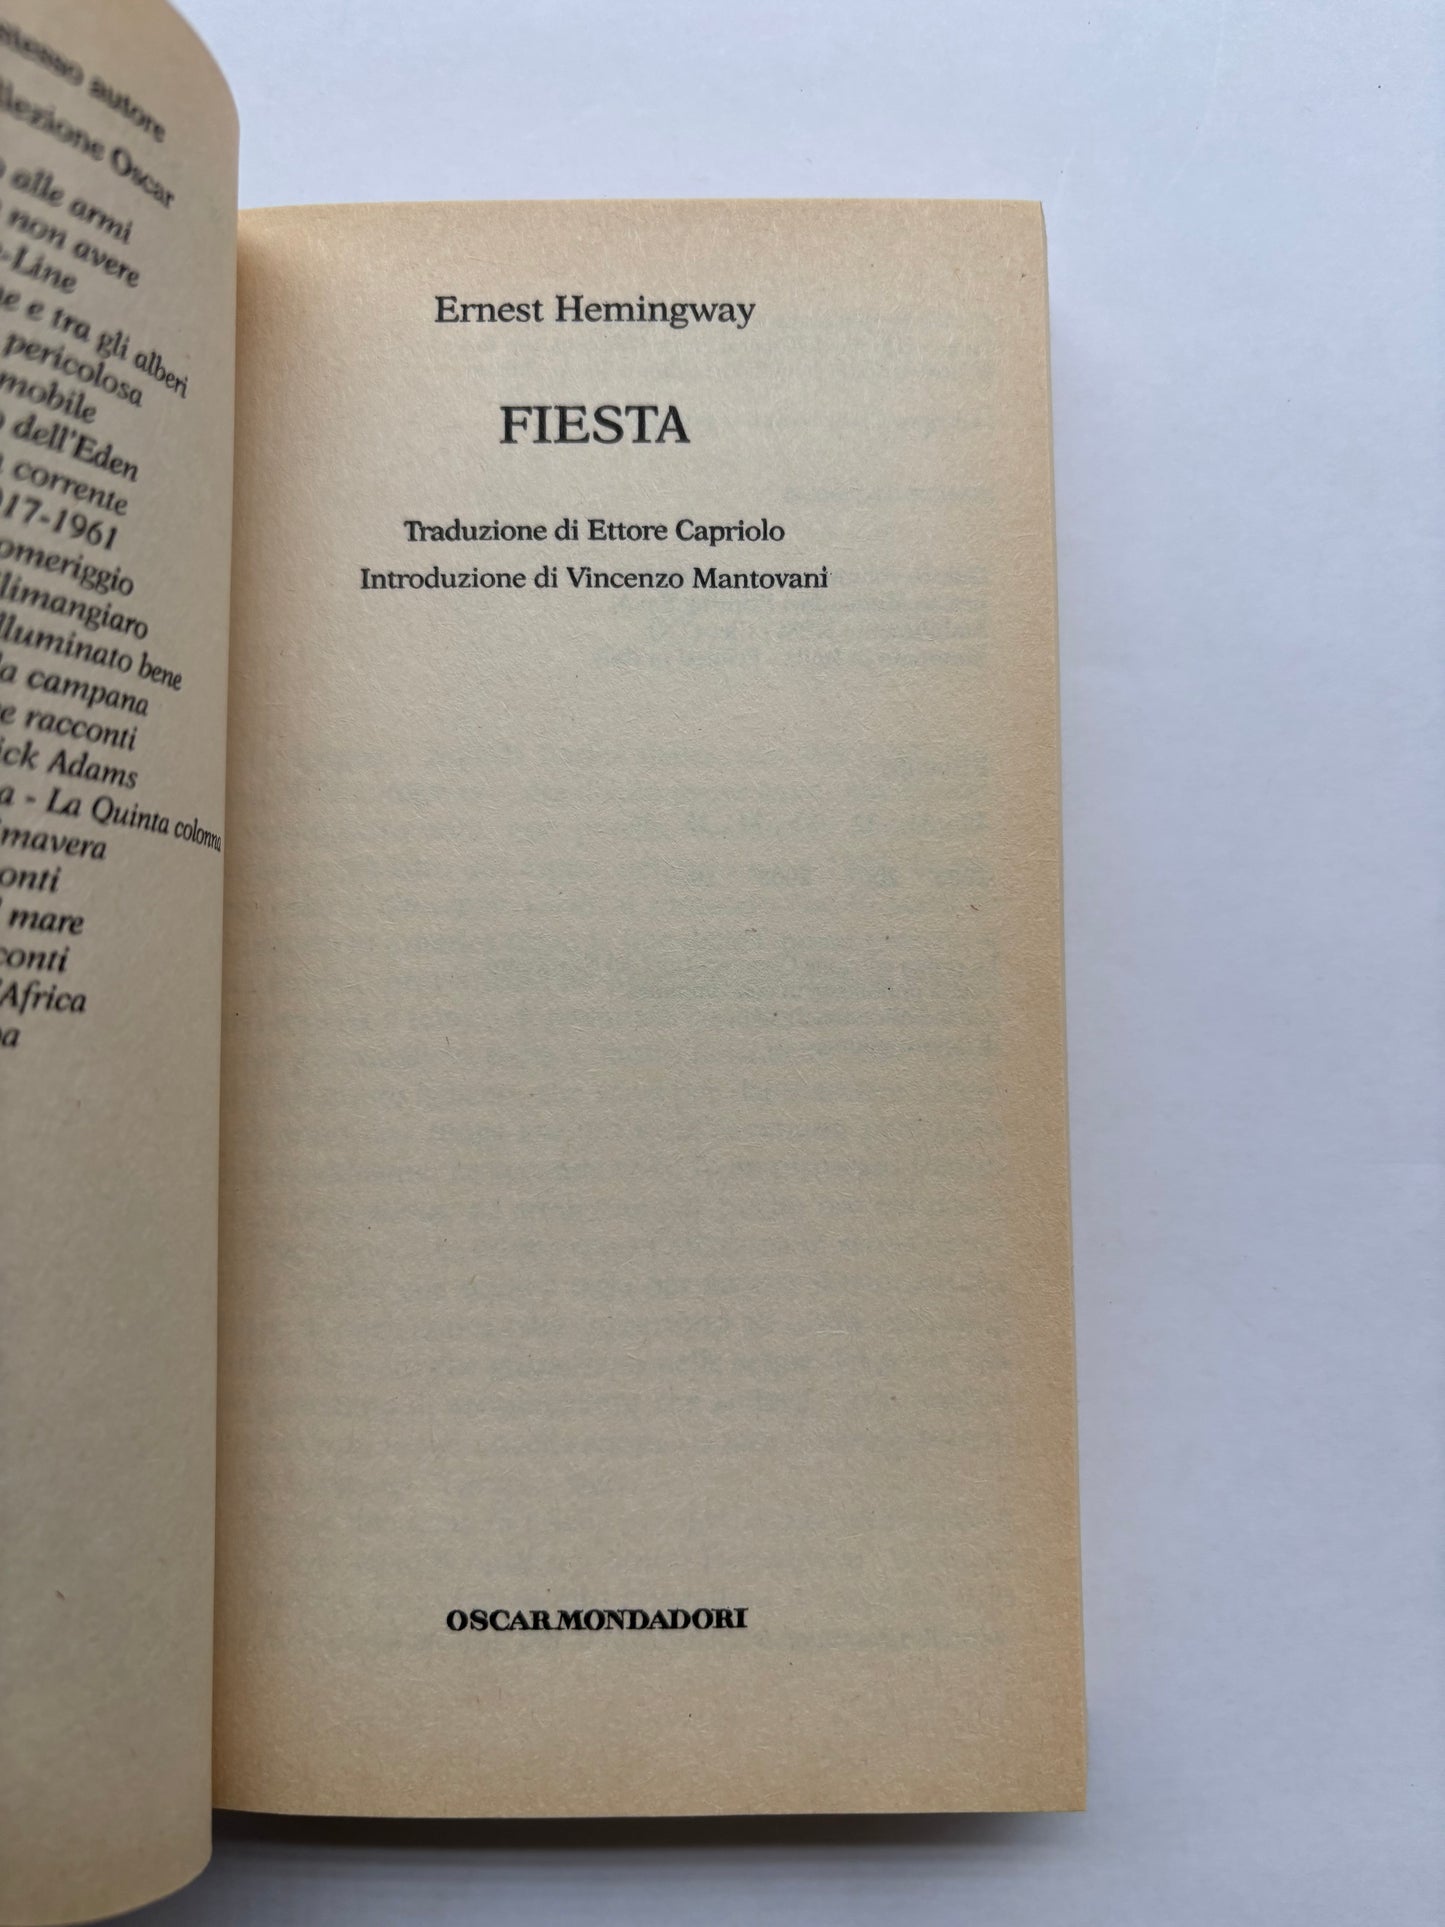 stesso autore
Oscar
alle armi
non avere
-Line
e tra gli alberi
pericolosa
mobile
dell'Eden
corrente
17-1961
omeriggio
limangiaro
lluminato bene
la campana
e racconti
ick Adams
a - La Quinta colonna
imavera
onti
mare
conti
'Africa
Ernest Hemingway
FIESTA
Traduzione di Ettore Capriolo
Introduzione di Vincenzo Mantovani
OSCAR MONDADORI